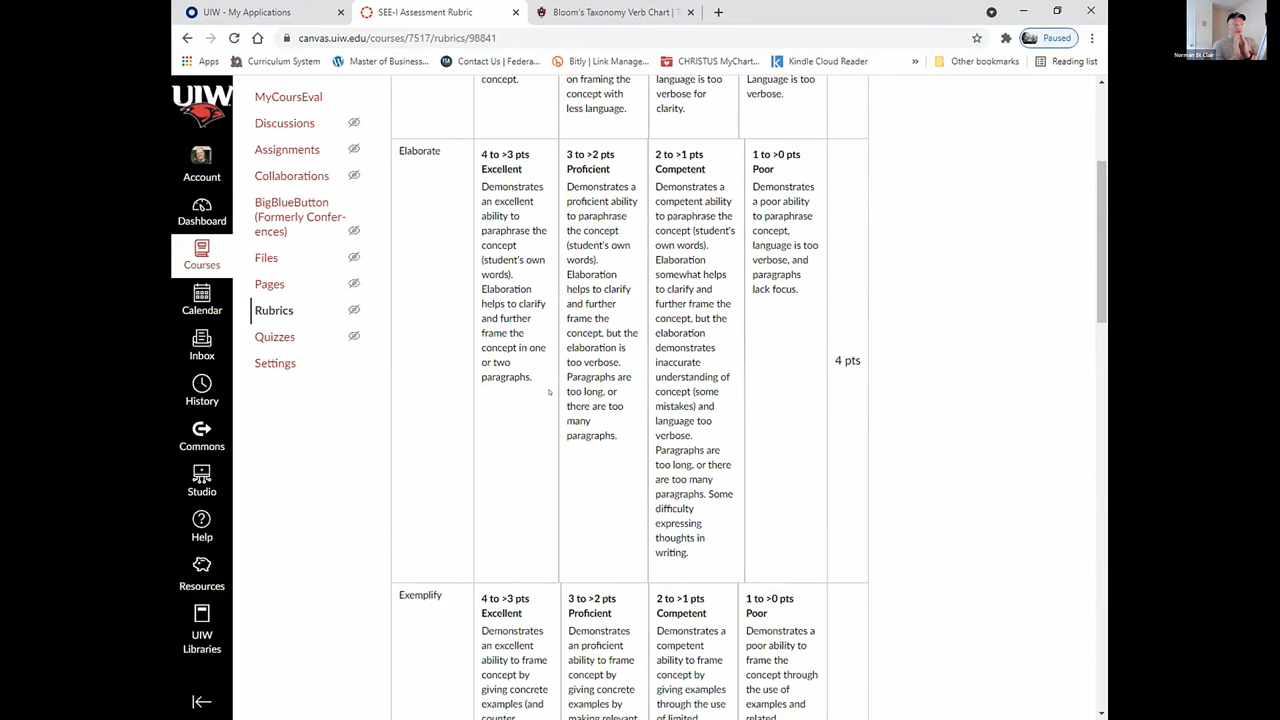 UIW - My Applications
SEE-I Assessment Rubric
Bloom's Taxonomy Verb Chart | T
canvas.uiw.edu/courses/7517/rubrics/98841
Paused
Apps
Curriculum System
Master of Business...
Contact Us | Federa...
Bitly | Link Manage...
CHRISTUS MyChart...
Kindle Cloud Reader
»
Other bookmarks
Reading list
Norman St Clair
UIW
Account
Dashboard
Courses
Calendar
Inbox
History
Commons
Studio
Help
Resources
UIW
Libraries
MyCoursEval
Discussions
Assignments
Collaborations
BigBlueButton
(Formerly Confer-
ences)
Files
Pages
Rubrics
Quizzes
Settings
concept.
on framing the
concept with
less language.
language is too
verbose for
clarity.
Language is too
verbose.
Elaborate
4 to >3 pts
Excellent
Demonstrates
an excellent
ability to
paraphrase the
concept
(student's own
words).
Elaboration
helps to clarify
and further
frame the
concept in one
or two
paragraphs.
3 to >2 pts
Proficient
Demonstrates a
proficient ability
to paraphrase
the concept
(student's own
words).
Elaboration
helps to clarify
and further
frame the
concept, but the
elaboration is
too verbose.
Paragraphs are
too long, or
there are too
many
paragraphs.
2 to >1 pts
Competent
Demonstrates a
competent ability
to paraphrase the
concept (student's
own words).
Elaboration
somewhat helps
to clarify and
further frame the
concept, but the
elaboration
demonstrates
inaccurate
understanding of
concept (some
mistakes) and
language too
verbose.
Paragraphs are
too long, or there
are too many
paragraphs. Some
difficulty
expressing
thoughts in
writing.
1 to >0 pts
Poor
Demonstrates
a poor ability
to paraphrase
concept,
language is too
verbose, and
paragraphs
lack focus.
4 pts
Exemplify
4 to >3 pts
Excellent
Demonstrates
an excellent
ability to frame
concept by
giving concrete
examples (and
counter
3 to >2 pts
Proficient
Demonstrates
an proficient
ability to frame
concept by
giving concrete
examples by
making relevant
2 to >1 pts
Competent
Demonstrates a
competent
ability to frame
concept by
giving examples
through the use
of limited
1 to >0 pts
Poor
Demonstrates a
poor ability to
frame the
concept through
the use of
examples and
related